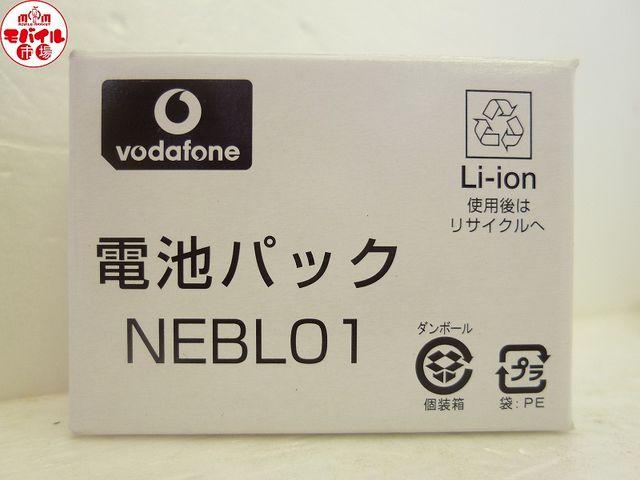 MOM
モバイル
市場
vodafone
Li-ion
使用後は
リサイクルへ
電池パック
NEBL01
ダンボール
個装箱
プラ
袋:PE